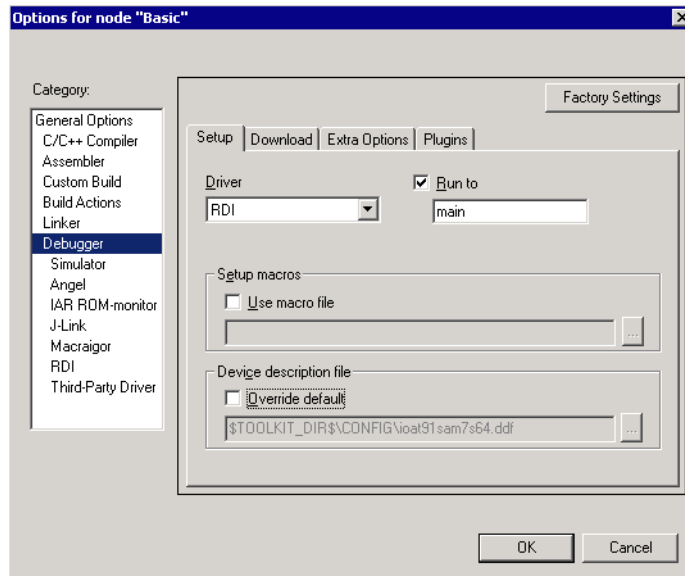 Options for node "Basic"
Category:
Factory Settings
General Options
C/C++ Compiler
Assembler
Custom Build
Build Actions
Linker
Debugger
Simulator
Angel
IAR ROM-monitor
J-Link
Macraigor
RDI
Third-Party Driver
Setup Download Extra Options Plugins
Driver Run to
RDI main
Setup macros
Use macro file
...
Device description file
Override default
$TOOLKIT_DIR$\CONFIG\ioat91sam7s64.ddf ...
OK Cancel